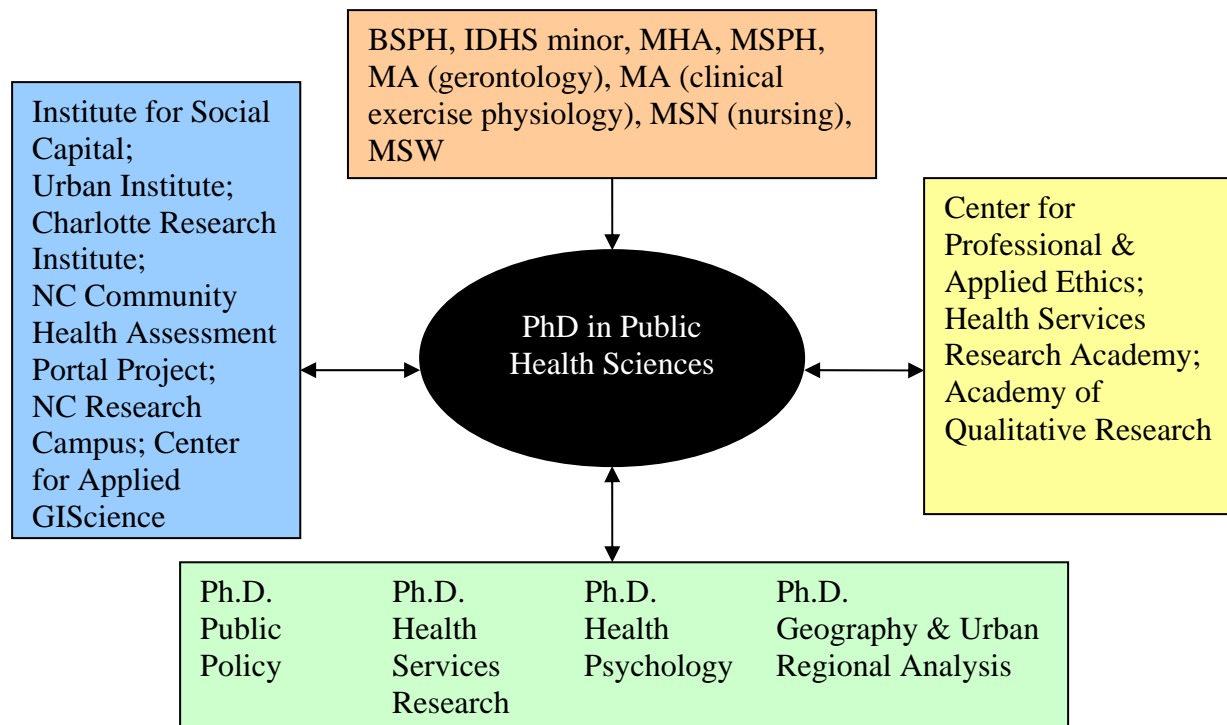 BSPH, IDHS minor, MHA, MSPH,
MA (gerontology), MA (clinical
exercise physiology), MSN (nursing),
MSW
Institute for Social
Capital;
Urban Institute;
Charlotte Research
Institute;
NC Community
Health Assessment
Portal Project;
NC Research
Campus; Center
for Applied
GIScience
PhD in Public
Health Sciences
Center for
Professional &
Applied Ethics;
Health Services
Research Academy;
Academy of
Qualitative Research
Ph.D.
Public
Policy
Ph.D.
Health
Services
Research
Ph.D.
Health
Psychology
Ph.D.
Geography & Urban
Regional Analysis